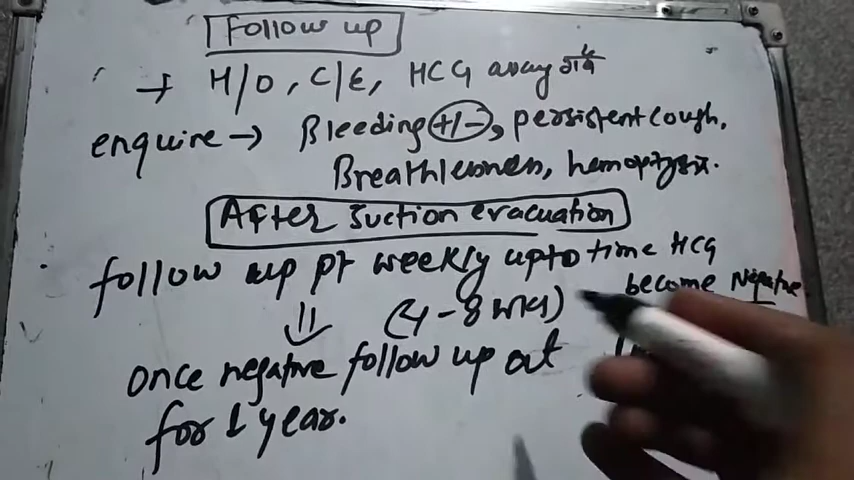 Follow up
→ H/O, C/E, HCG assay
enquire → Bleeding +/-, persistent cough,
Breathlessness, hemoptysis.
After Suction evacuation
follow up pt weekly upto time HCG
become Negative
(4-8 wks)
once negative follow up at
for 1 year.